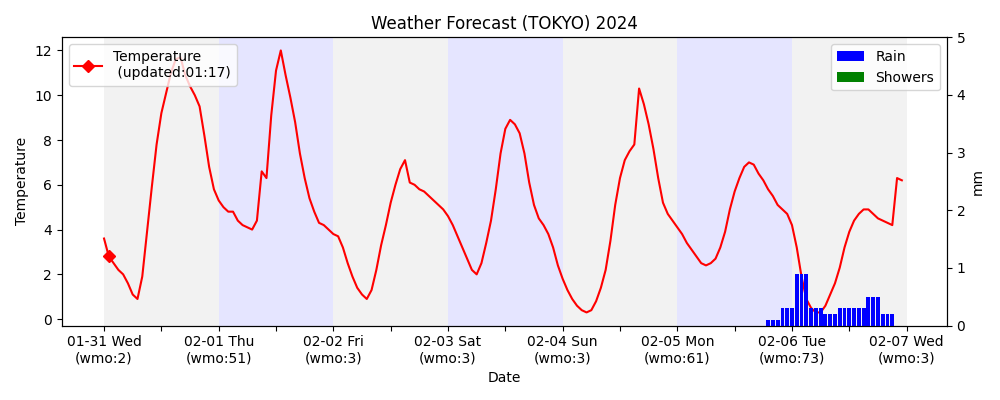 Weather Forecast (TOKYO) 2024
Temperature
(updated:01:17)
Rain
Showers
Temperature
12
10
8
6
4
2
0
5
4
3
2
1
0
mm
01-31 Wed
(wmo:2)
02-01 Thu
(wmo:51)
02-02 Fri
(wmo:3)
02-03 Sat
(wmo:3)
02-04 Sun
(wmo:3)
02-05 Mon
(wmo:61)
02-06 Tue
(wmo:73)
02-07 Wed
(wmo:3)
Date